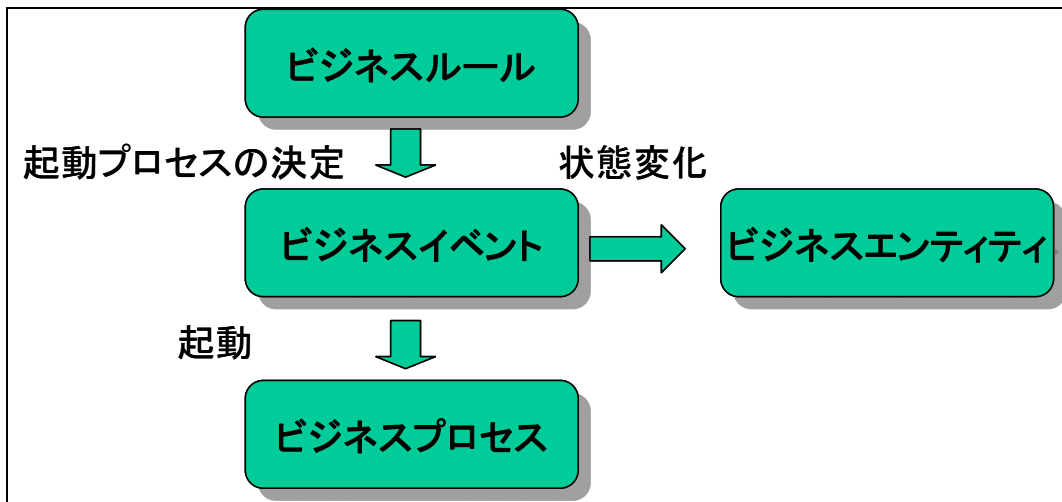 ビジネスルール
起動プロセスの決定
状態変化
ビジネスイベント
ビジネスエンティティ
起動
ビジネスプロセス